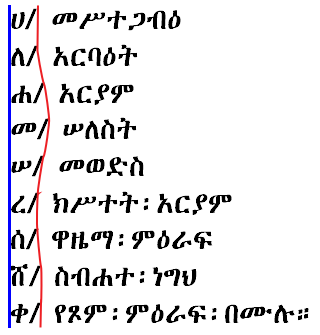 ሀ/ መሥተጋብዕ
ለ/ አርባዕት
ሐ/ አርያም
መ/ ሠለስት
ሠ/ መወድስ
ረ/ ክሥተት ፡ አርያም
ሰ/ ዋዜማ ፡ ምዕራፍ
ሸ/ ስብሐተ ፡ ነግህ
ቀ/ የጾም ፡ ምዕራፍ ፡ በሙሉ ።